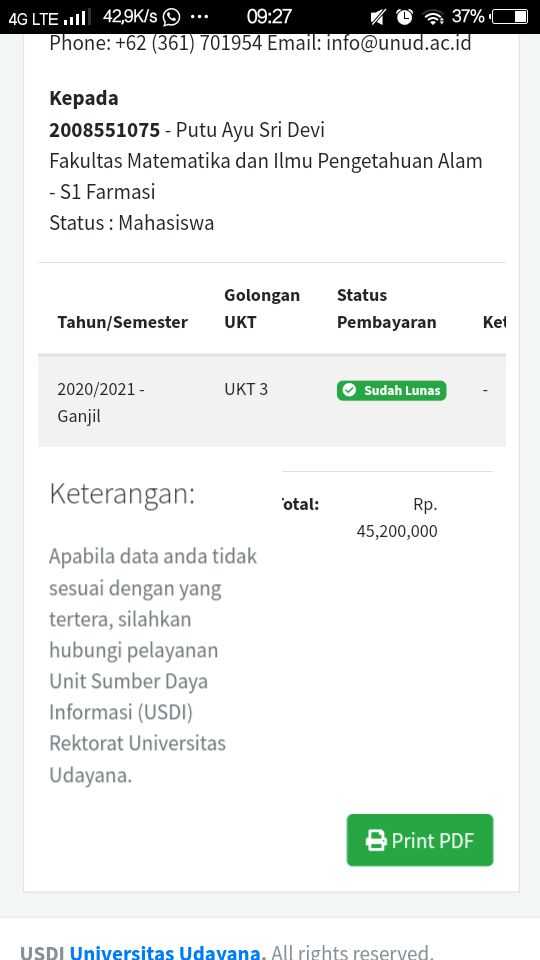 4G LTE 42,9K/s 09:27 37%
Phone: +62 (361) 701954 Email: info@unud.ac.id
Kepada
2008551075 - Putu Ayu Sri Devi
Fakultas Matematika dan Ilmu Pengetahuan Alam
- S1 Farmasi
Status : Mahasiswa
Tahun/Semester Golongan UKT Status Pembayaran Ket
2020/2021 - Ganjil UKT 3 Sudah Lunas -
Keterangan:
otal: Rp. 45,200,000
Apabila data anda tidak
sesuai dengan yang
tertera, silahkan
hubungi pelayanan
Unit Sumber Daya
Informasi (USDI)
Rektorat Universitas
Udayana.
Print PDF
USDI Universitas Udayana. All rights reserved.